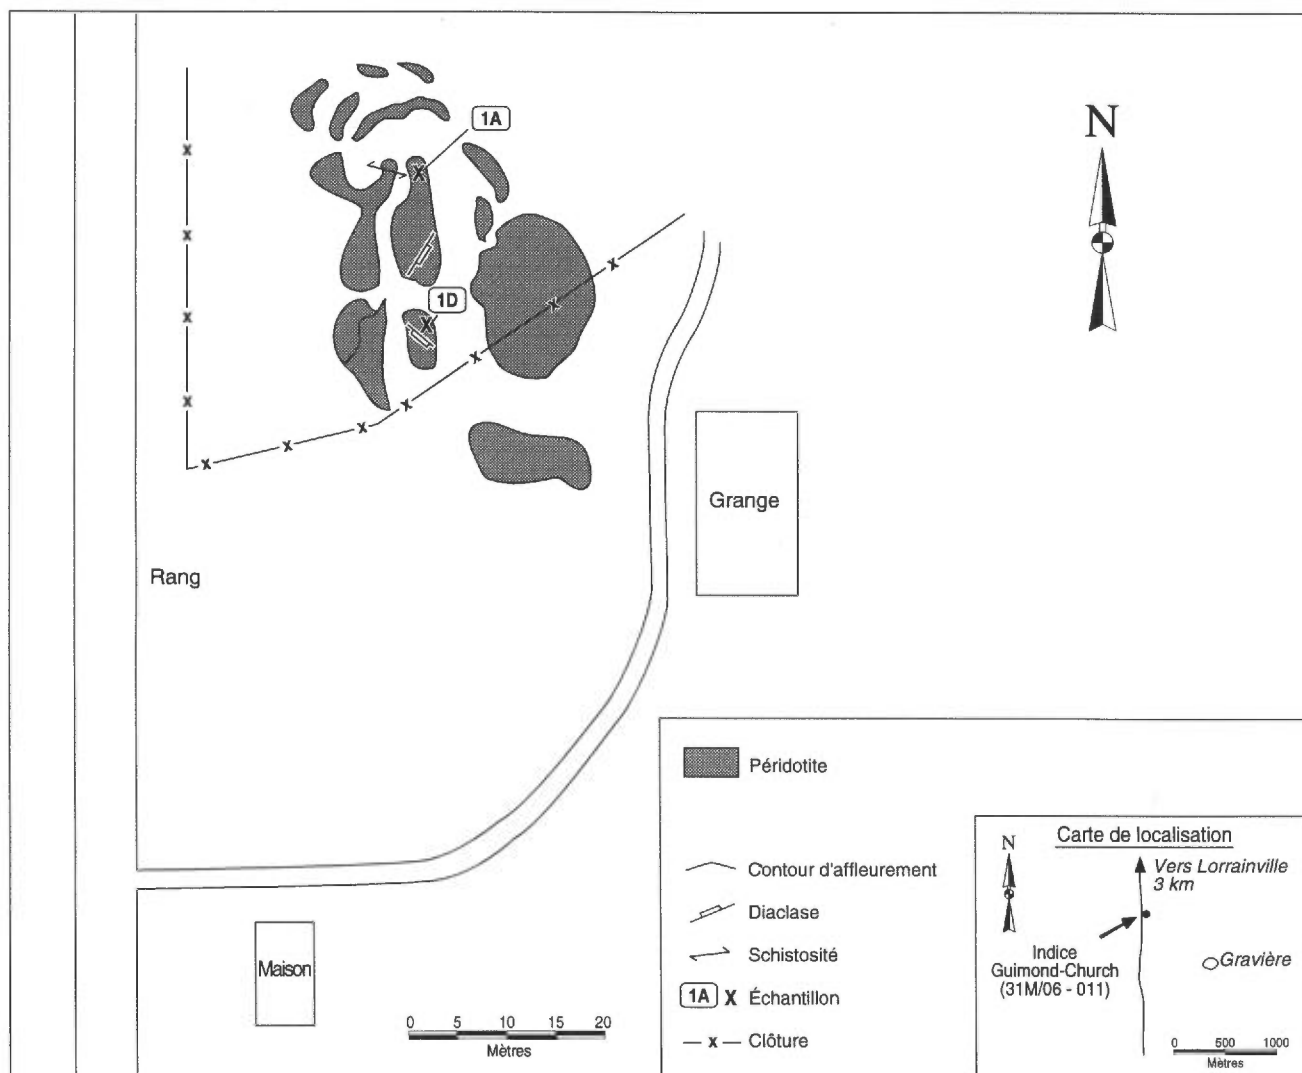 1A
N
1D
Grange
Rang
Péridotite
Contour d'affleurement
Diaclase
Schistosité
1A X Échantillon
— x — Clôture
Maison
0 5 10 15 20
Mètres
Carte de localisation
N
Vers Lorrainville
3 km
Indice
Guimond-Church
(31M/06 - 011)
Gravière
0 500 1000
Mètres